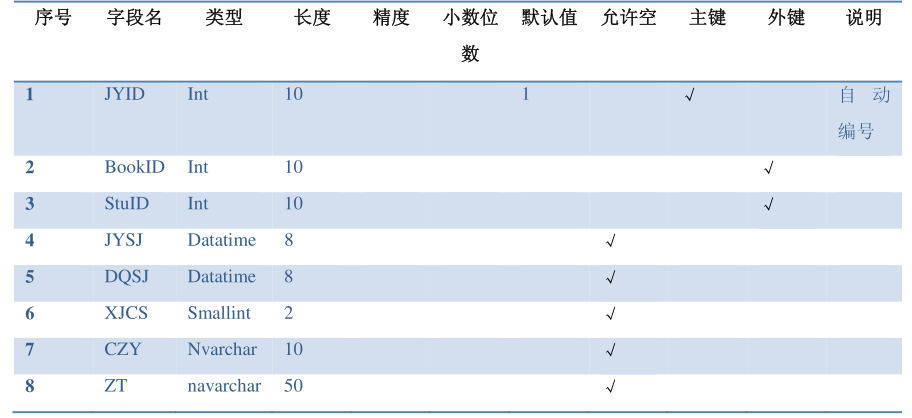 序号 字段名 类型 长度 精度 小数位数 默认值 允许空 主键 外键 说明
1 JYID Int 10 1 √ 自动编号
2 BookID Int 10 √
3 StuID Int 10 √
4 JYSJ Datatime 8 √
5 DQSJ Datatime 8 √
6 XJCS Smallint 2 √
7 CZY Nvarchar 10 √
8 ZT navarchar 50 √